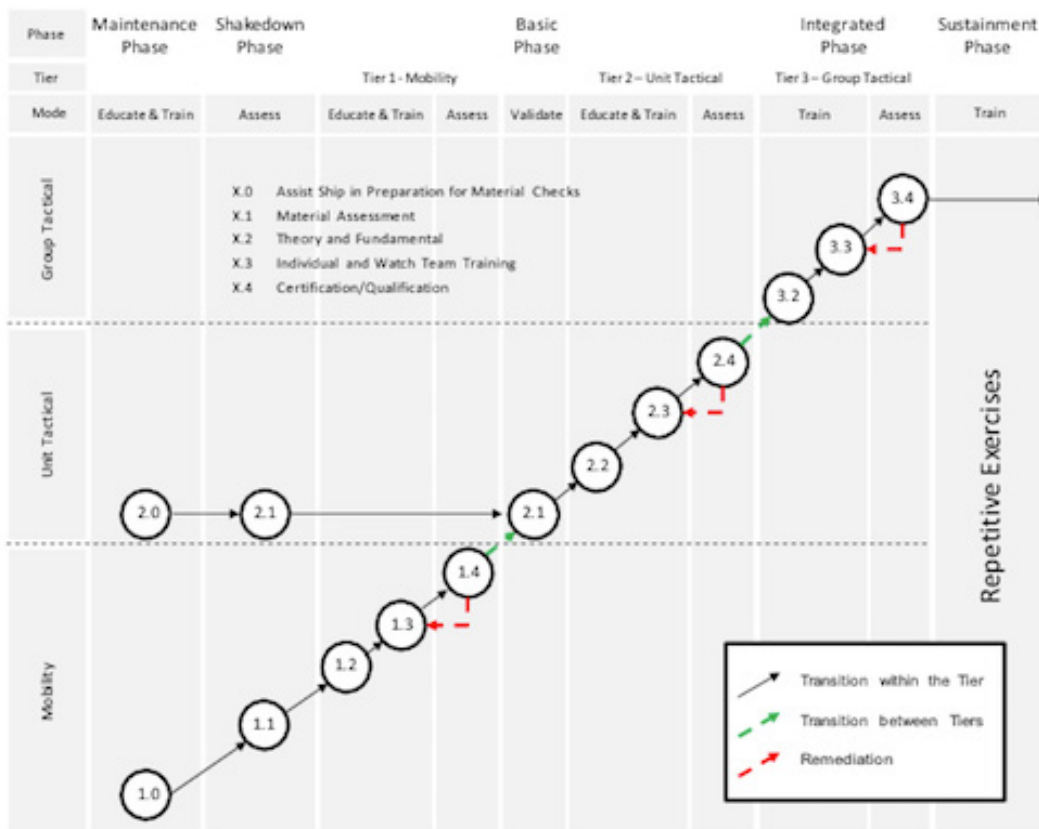 Phase
Maintenance Phase
Shakedown Phase
Basic Phase
Integrated Phase
Sustainment Phase
Tier
Tier 1 - Mobility
Tier 2 – Unit Tactical
Tier 3 – Group Tactical
Mode
Educate & Train
Assess
Educate & Train
Assess
Validate
Educate & Train
Assess
Train
Assess
Train
Group Tactical
X.0 Assist Ship in Preparation for Material Checks
X.1 Material Assessment
X.2 Theory and Fundamental
X.3 Individual and Watch Team Training
X.4 Certification/Qualification
3.4
3.3
3.2
Unit Tactical
2.4
2.3
2.2
2.0
2.1
2.1
Repetitive Exercises
Mobility
1.4
1.3
1.2
1.1
1.0
Transition within the Tier
Transition between Tiers
Remediation